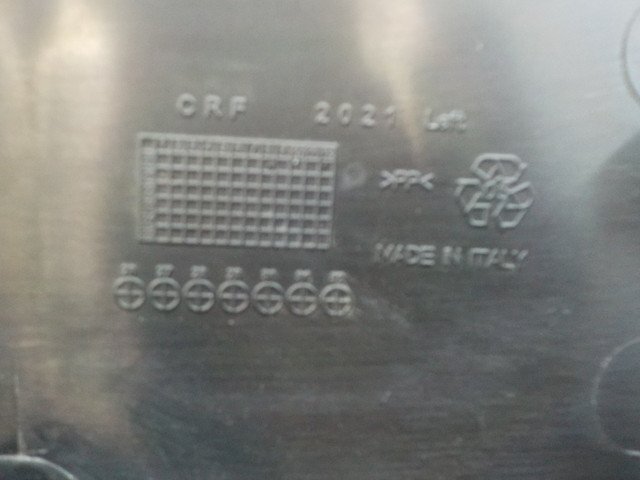 CRF 2021 Left
>PP<
MADE IN ITALY